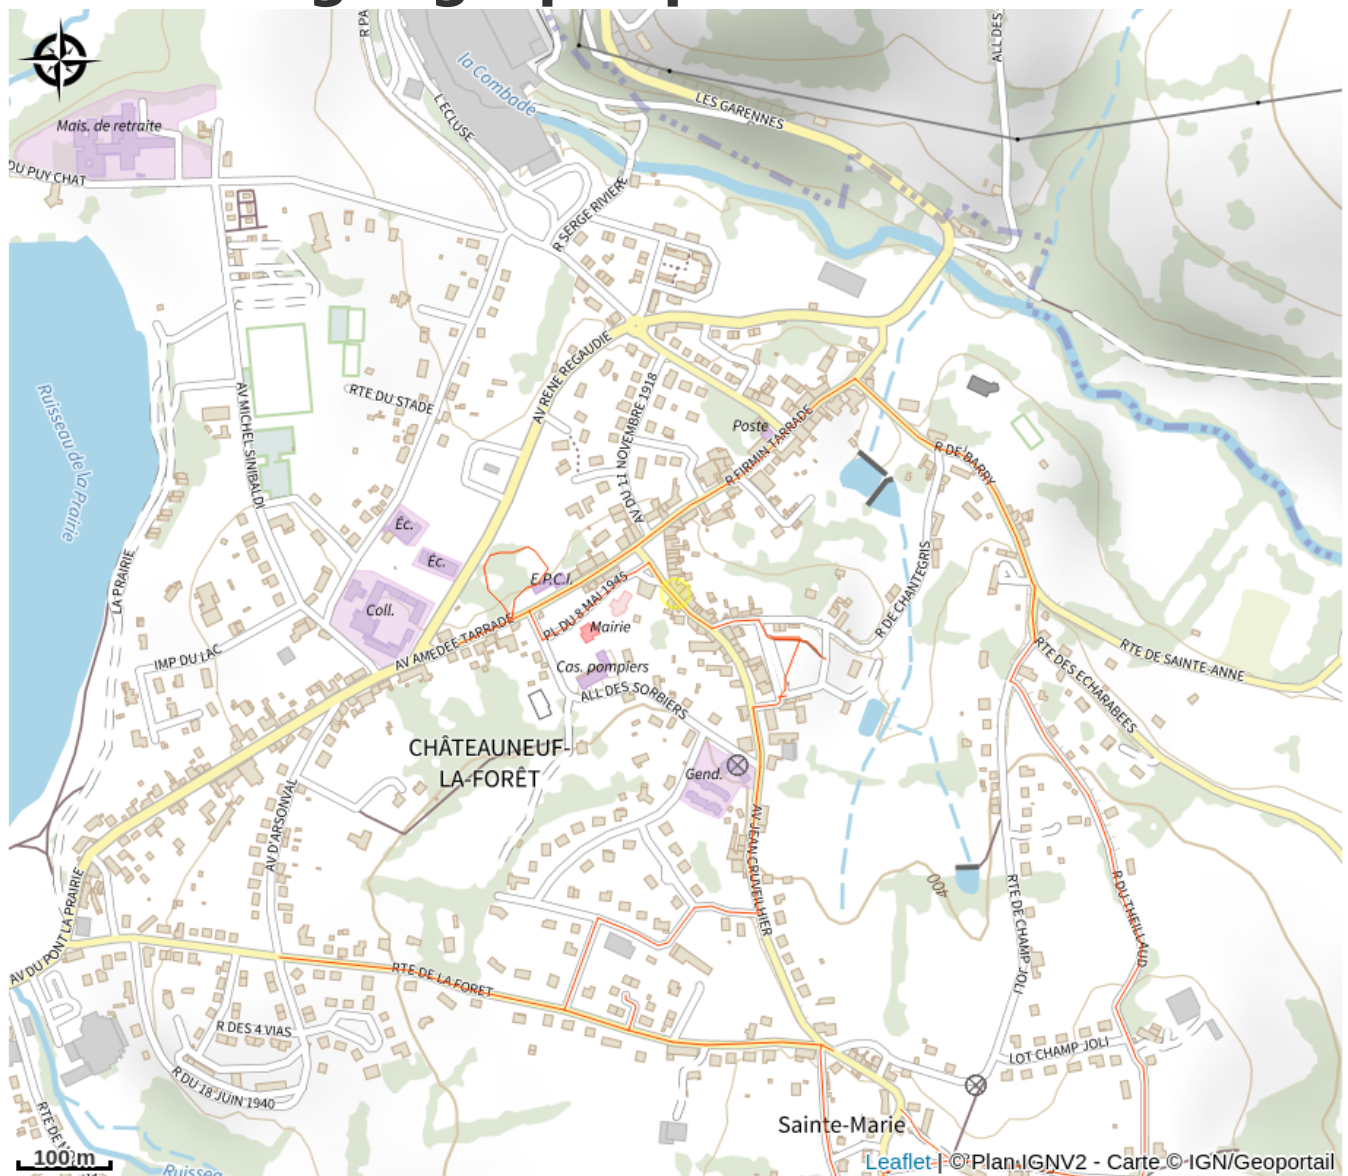 R PA
la Combade
ALL DES
L ECLUSE
LES GARENNES
Mais. de retraite
DU PUY CHAT
R SERGE RIVIERE
AV RENE REGAUDIE
Ruisseau de la Prairie
AV MICHEL SINIBALDI
RTE DU STADE
AV DU 11 NOVEMBRE 1918
Poste
R FIRMIN TARRADE
R DE BARRY
Éc.
Éc.
E.P.C.I.
LA PRAIRIE
Coll.
PL DU 8 MAI 1945
Mairie
R DE CHANTEGRIS
AV AMEDEE TARRADE
IMP DU LAC
Cas. pompiers
ALL DES SORBIERS
RTE DE SAINTE-ANNE
RTE DES ECHARABEES
CHÂTEAUNEUF-
LA-FORÊT
Gend.
AV D'ARSONVAL
AV JEAN CRUVEILHIER
400
R DU THEILLAUD
RTE DE CHAMP JOLI
AV DU PONT LA PRAIRIE
RTE DE LA FORET
R DES 4 VIAS
LOT CHAMP JOLI
R DU 18 JUIN 1940
Sainte-Marie
RTE DE
100 m
Ruissea
Leaflet | © Plan IGNV2 - Carte © IGN/Geoportail